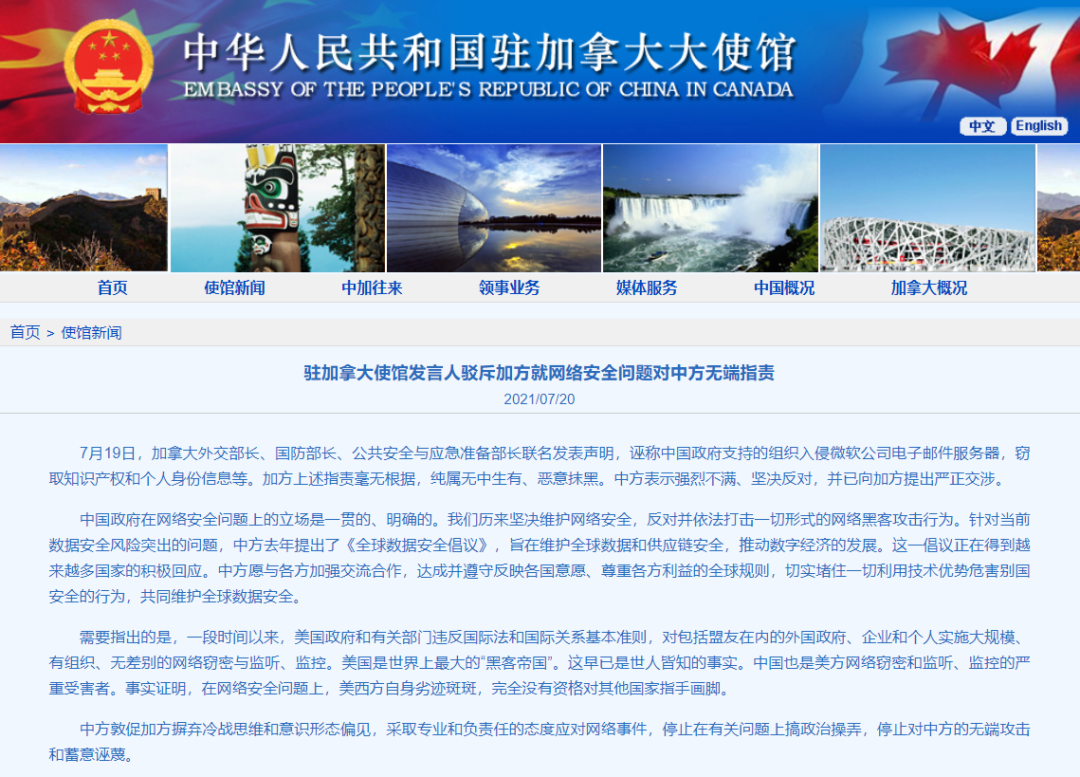 中华人民共和国驻加拿大大使馆
EMBASSY OF THE PEOPLE'S REPUBLIC OF CHINA IN CANADA
中文 English
首页 使馆新闻 中加往来 领事业务 媒体服务 中国概况 加拿大概况
首页 > 使馆新闻
驻加拿大使馆发言人驳斥加方就网络安全问题对中方无端指责
2021/07/20
7月19日，加拿大外交部长、国防部长、公共安全与应急准备部长联名发表声明，诬称中国政府支持的组织入侵微软公司电子邮件服务器，窃
取知识产权和个人身份信息等。加方上述指责毫无根据，纯属无中生有、恶意抹黑。中方表示强烈不满、坚决反对，并已向加方提出严正交涉。
中国政府在网络安全问题上的立场是一贯的、明确的。我们历来坚决维护网络安全，反对并依法打击一切形式的网络黑客攻击行为。针对当前
数据安全风险突出的问题，中方去年提出了《全球数据安全倡议》，旨在维护全球数据和供应链安全，推动数字经济的发展。这一倡议正在得到越
来越多国家的积极回应。中方愿与各方加强交流合作，达成并遵守反映各国意愿、尊重各方利益的全球规则，切实堵住一切利用技术优势危害别国
安全的行为，共同维护全球数据安全。
需要指出的是，一段时间以来，美国政府和有关部门违反国际法和国际关系基本准则，对包括盟友在内的外国政府、企业和个人实施大规模、
有组织、无差别的网络窃密与监听、监控。美国是世界上最大的“黑客帝国”。这早已是世人皆知的事实。中国也是美方网络窃密和监听、监控的严
重受害者。事实证明，在网络安全问题上，美西方自身劣迹斑斑，完全没有资格对其他国家指手画脚。
中方敦促加方摒弃冷战思维和意识形态偏见，采取专业和负责任的态度应对网络事件，停止在有关问题上搞政治操弄，停止对中方的无端攻击
和蓄意诬蔑。